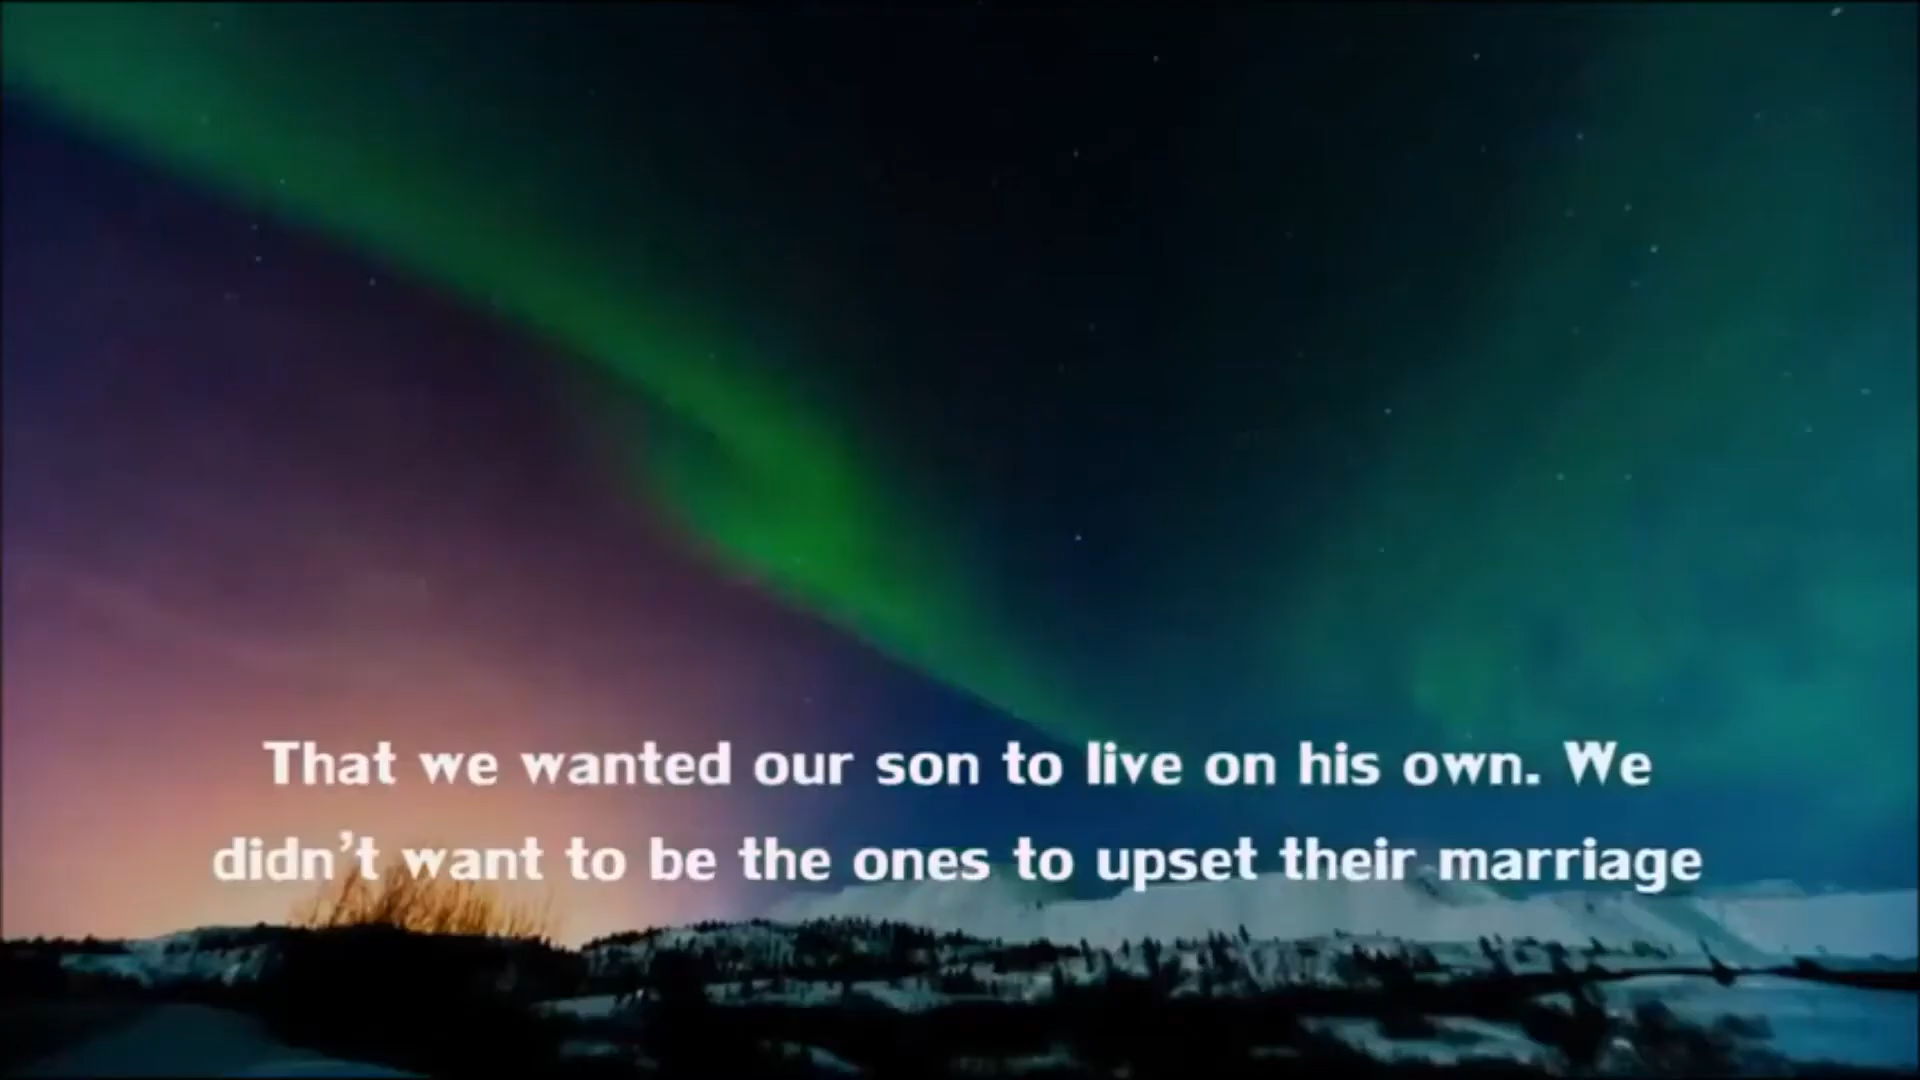 That we wanted our son to live on his own. We
didn't want to be the ones to upset their marriage